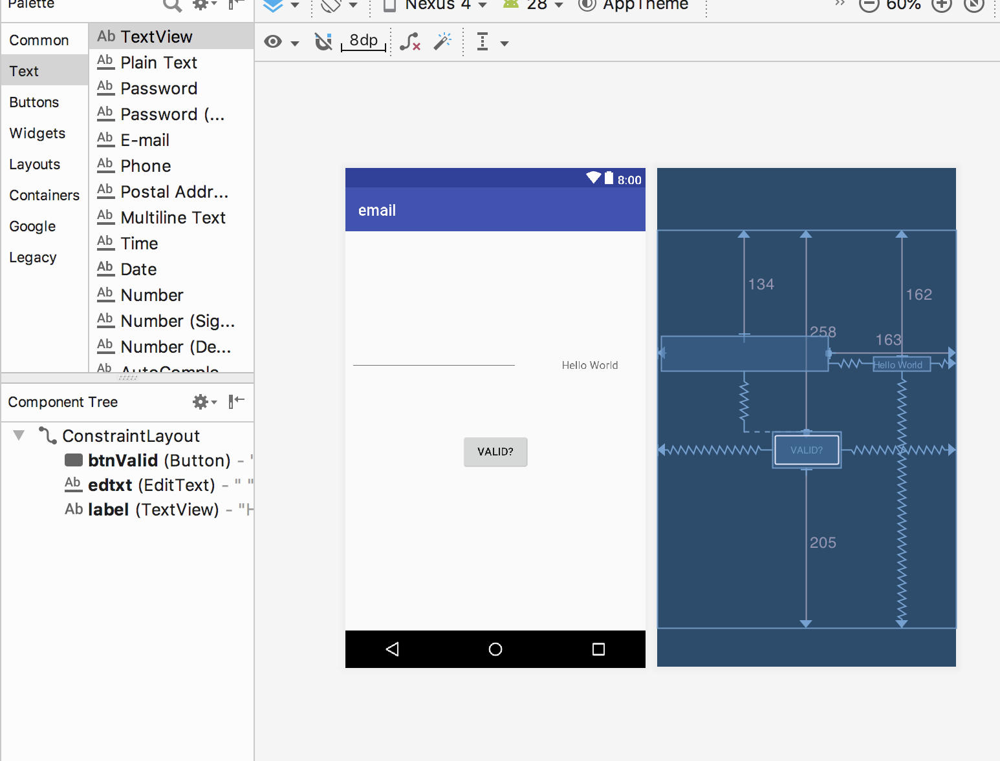 Palette
Nexus 4
28
AppTheme
60%
8dp
Common
Text
Buttons
Widgets
Layouts
Containers
Google
Legacy
Ab TextView
Ab Plain Text
Ab Password
Ab Password (...
Ab E-mail
Ab Phone
Ab Postal Addr...
Ab Multiline Text
Ab Time
Ab Date
Ab Number
Ab Number (Sig...
Ab Number (De...
Ab AutoComple
Component Tree
ConstraintLayout
btnValid (Button) - "
Ab edtxt (EditText) - " "
Ab label (TextView) - "H
8:00
email
Hello World
VALID?
134
162
258
163
Hello World
VALID?
205